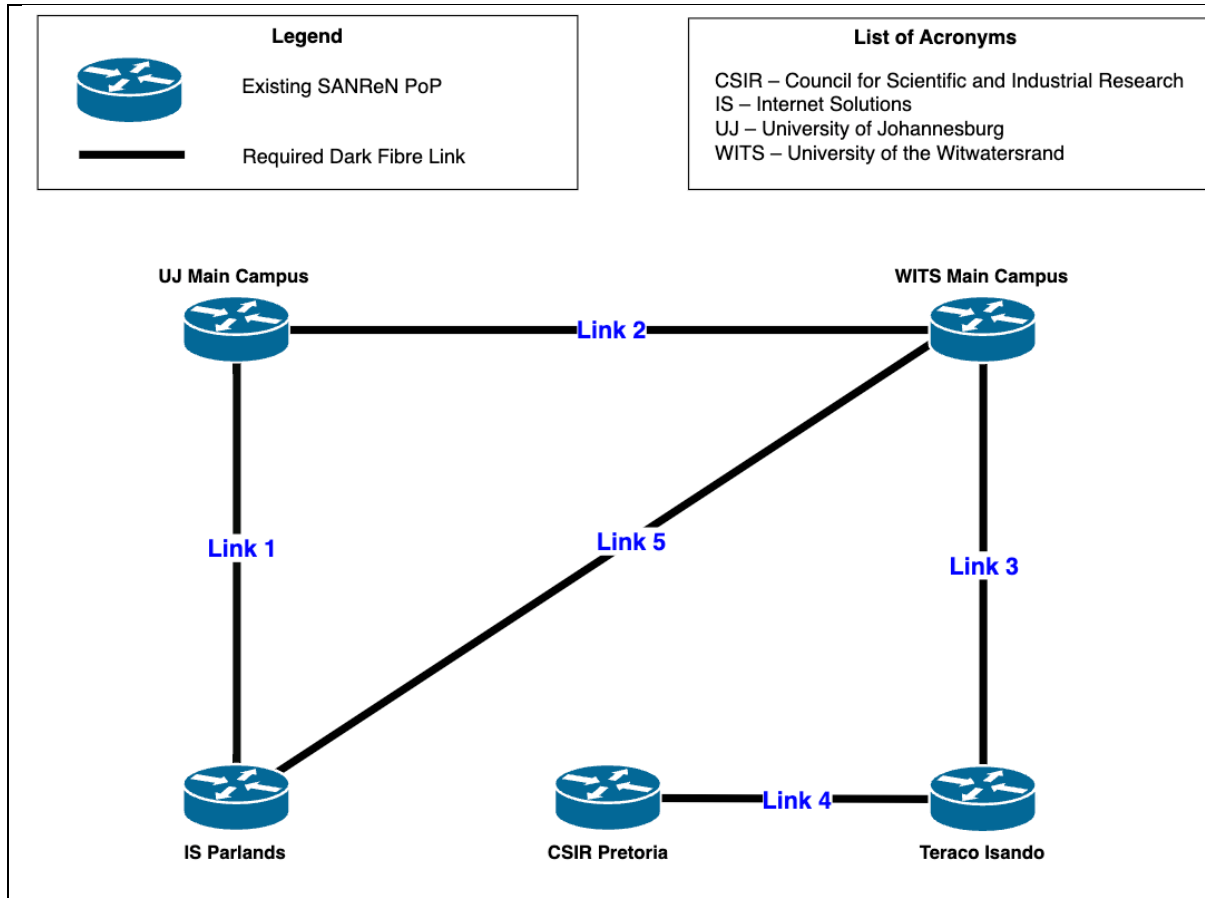 Legend
Existing SANReN PoP
Required Dark Fibre Link
List of Acronyms
CSIR – Council for Scientific and Industrial Research
IS – Internet Solutions
UJ – University of Johannesburg
WITS – University of the Witwatersrand
UJ Main Campus
WITS Main Campus
Link 2
Link 1
Link 5
Link 3
Link 4
IS Parlands
CSIR Pretoria
Teraco Isando